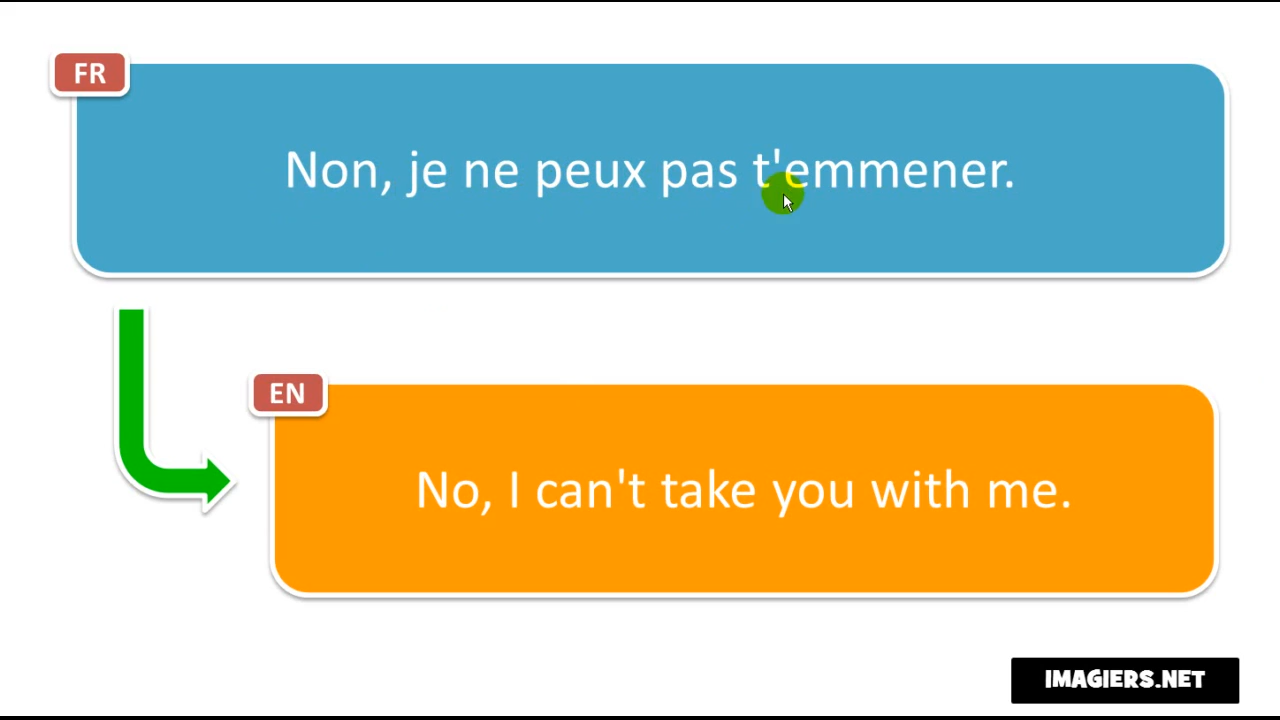 FR
Non, je ne peux pas t'emmener.
EN
No, I can't take you with me.
IMAGIERS.NET